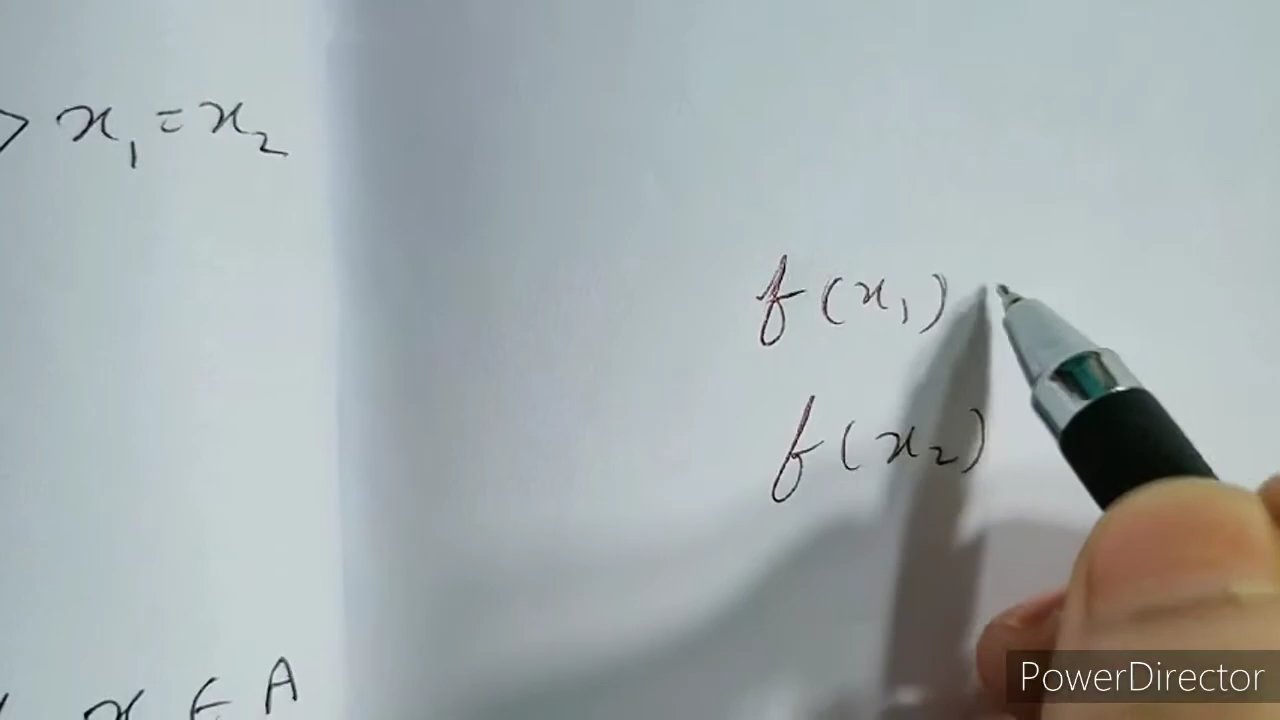 > x₁ = x₂
f(x₁)
f(x₂)
x ∈ A
PowerDirector